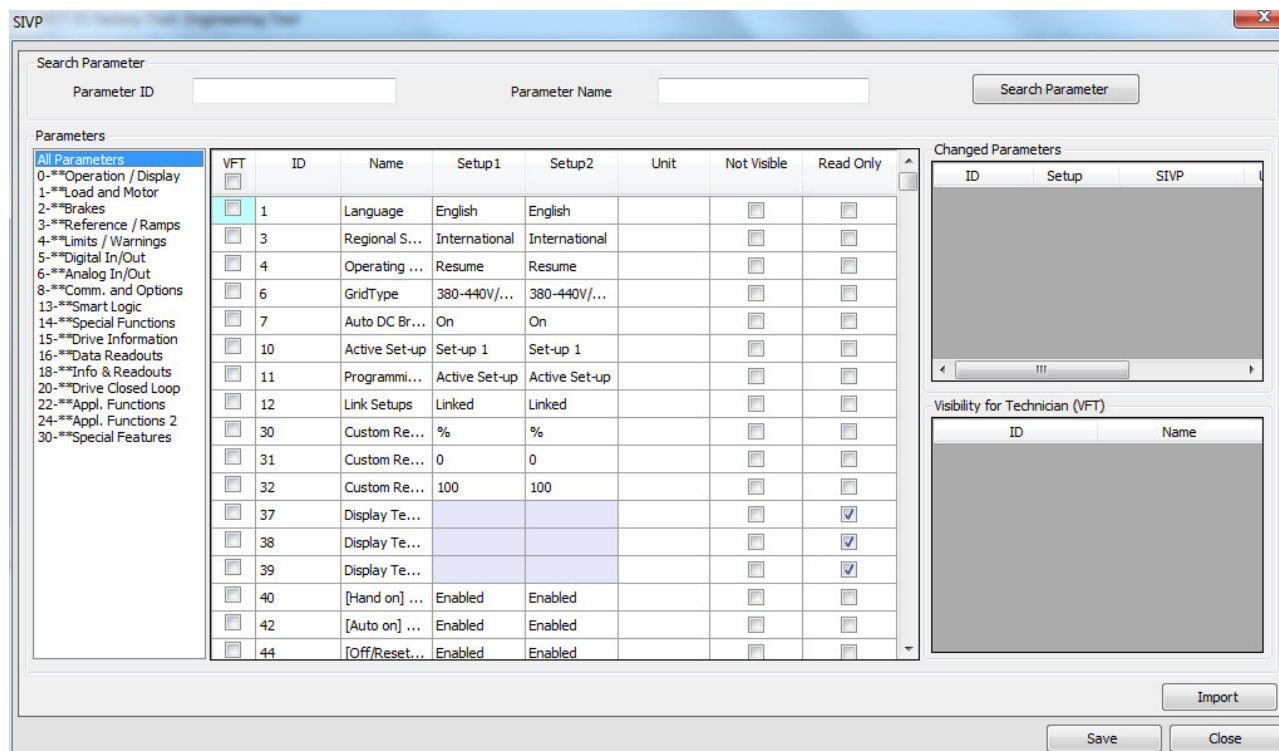 SIVP
Search Parameter
Parameter ID Parameter Name Search Parameter
Parameters
All Parameters
0-**Operation / Display
1-**Load and Motor
2-**Brakes
3-**Reference / Ramps
4-**Limits / Warnings
5-**Digital In/Out
6-**Analog In/Out
8-**Comm. and Options
13-**Smart Logic
14-**Special Functions
15-**Drive Information
16-**Data Readouts
18-**Info & Readouts
20-**Drive Closed Loop
22-**Appl. Functions
24-**Appl. Functions 2
30-**Special Features
VFT ID Name Setup1 Setup2 Unit Not Visible Read Only
1 Language English English
3 Regional S... International International
4 Operating ... Resume Resume
6 GridType 380-440V/... 380-440V/...
7 Auto DC Br... On On
10 Active Set-up Set-up 1 Set-up 1
11 Programmi... Active Set-up Active Set-up
12 Link Setups Linked Linked
30 Custom Re... % %
31 Custom Re... 0 0
32 Custom Re... 100 100
37 Display Te...
38 Display Te...
39 Display Te...
40 [Hand on] ... Enabled Enabled
42 [Auto on] ... Enabled Enabled
44 [Off/Reset... Enabled Enabled
Changed Parameters
ID Setup SIVP
Visibility for Technician (VFT)
ID Name
Import
Save Close